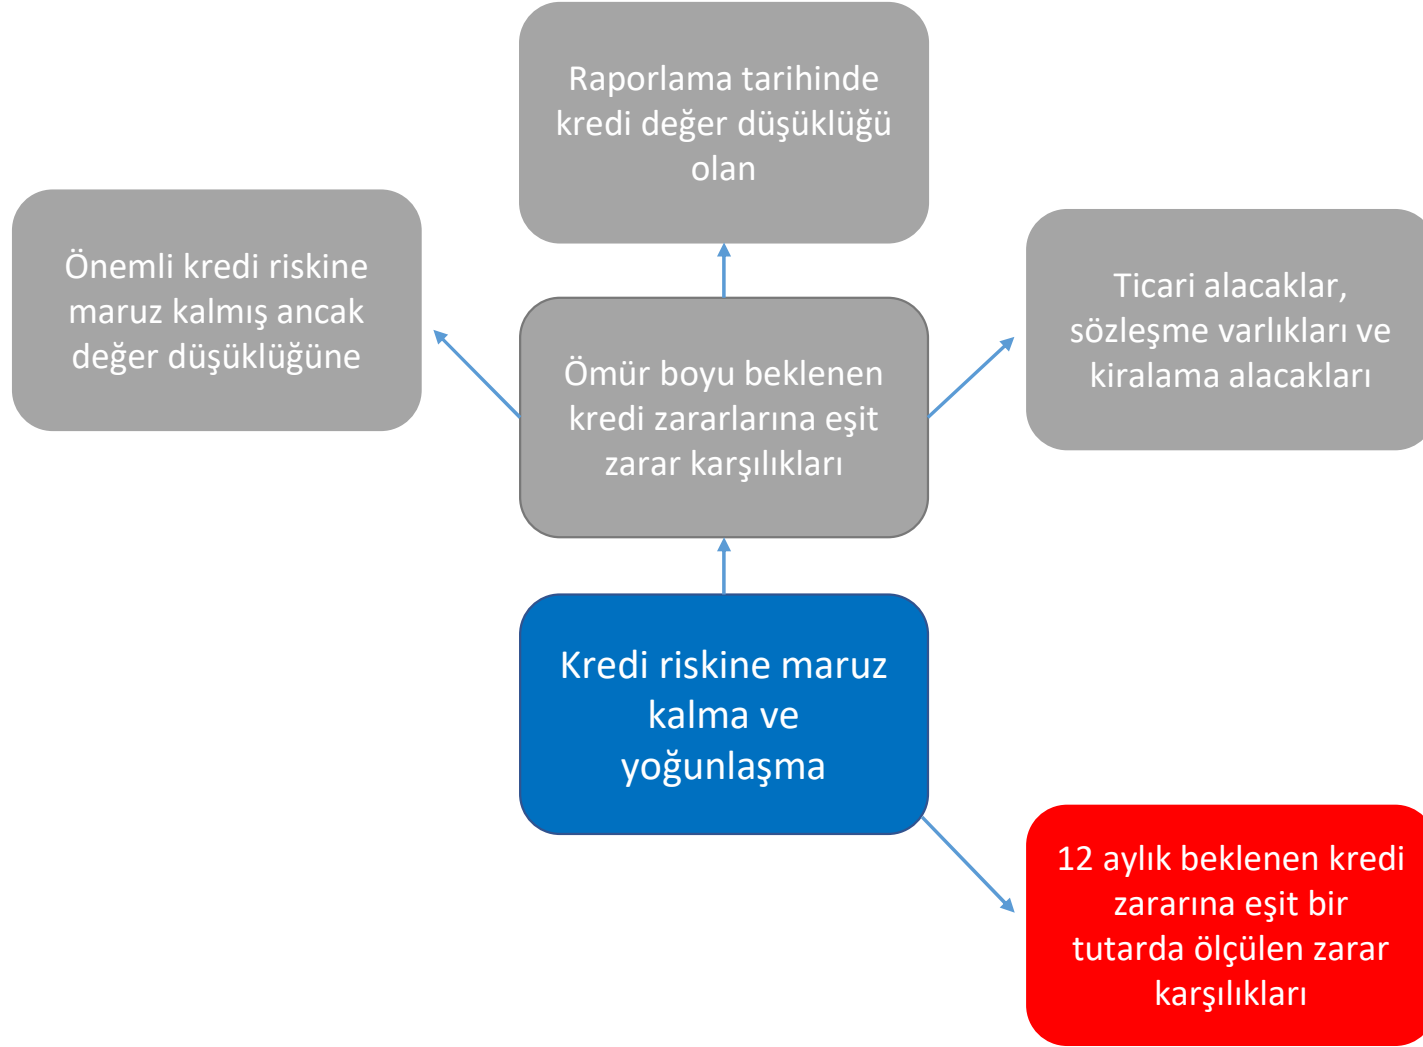 Raporlama tarihinde
kredi değer düşüklüğü
olan
Önemli kredi riskine
maruz kalmış ancak
değer düşüklüğüne
Ticari alacaklar,
sözleşme varlıkları ve
kiralama alacakları
Ömür boyu beklenen
kredi zararlarına eşit
zarar karşılıkları
Kredi riskine maruz
kalma ve
yoğunlaşma
12 aylık beklenen kredi
zararına eşit bir
tutarda ölçülen zarar
karşılıkları